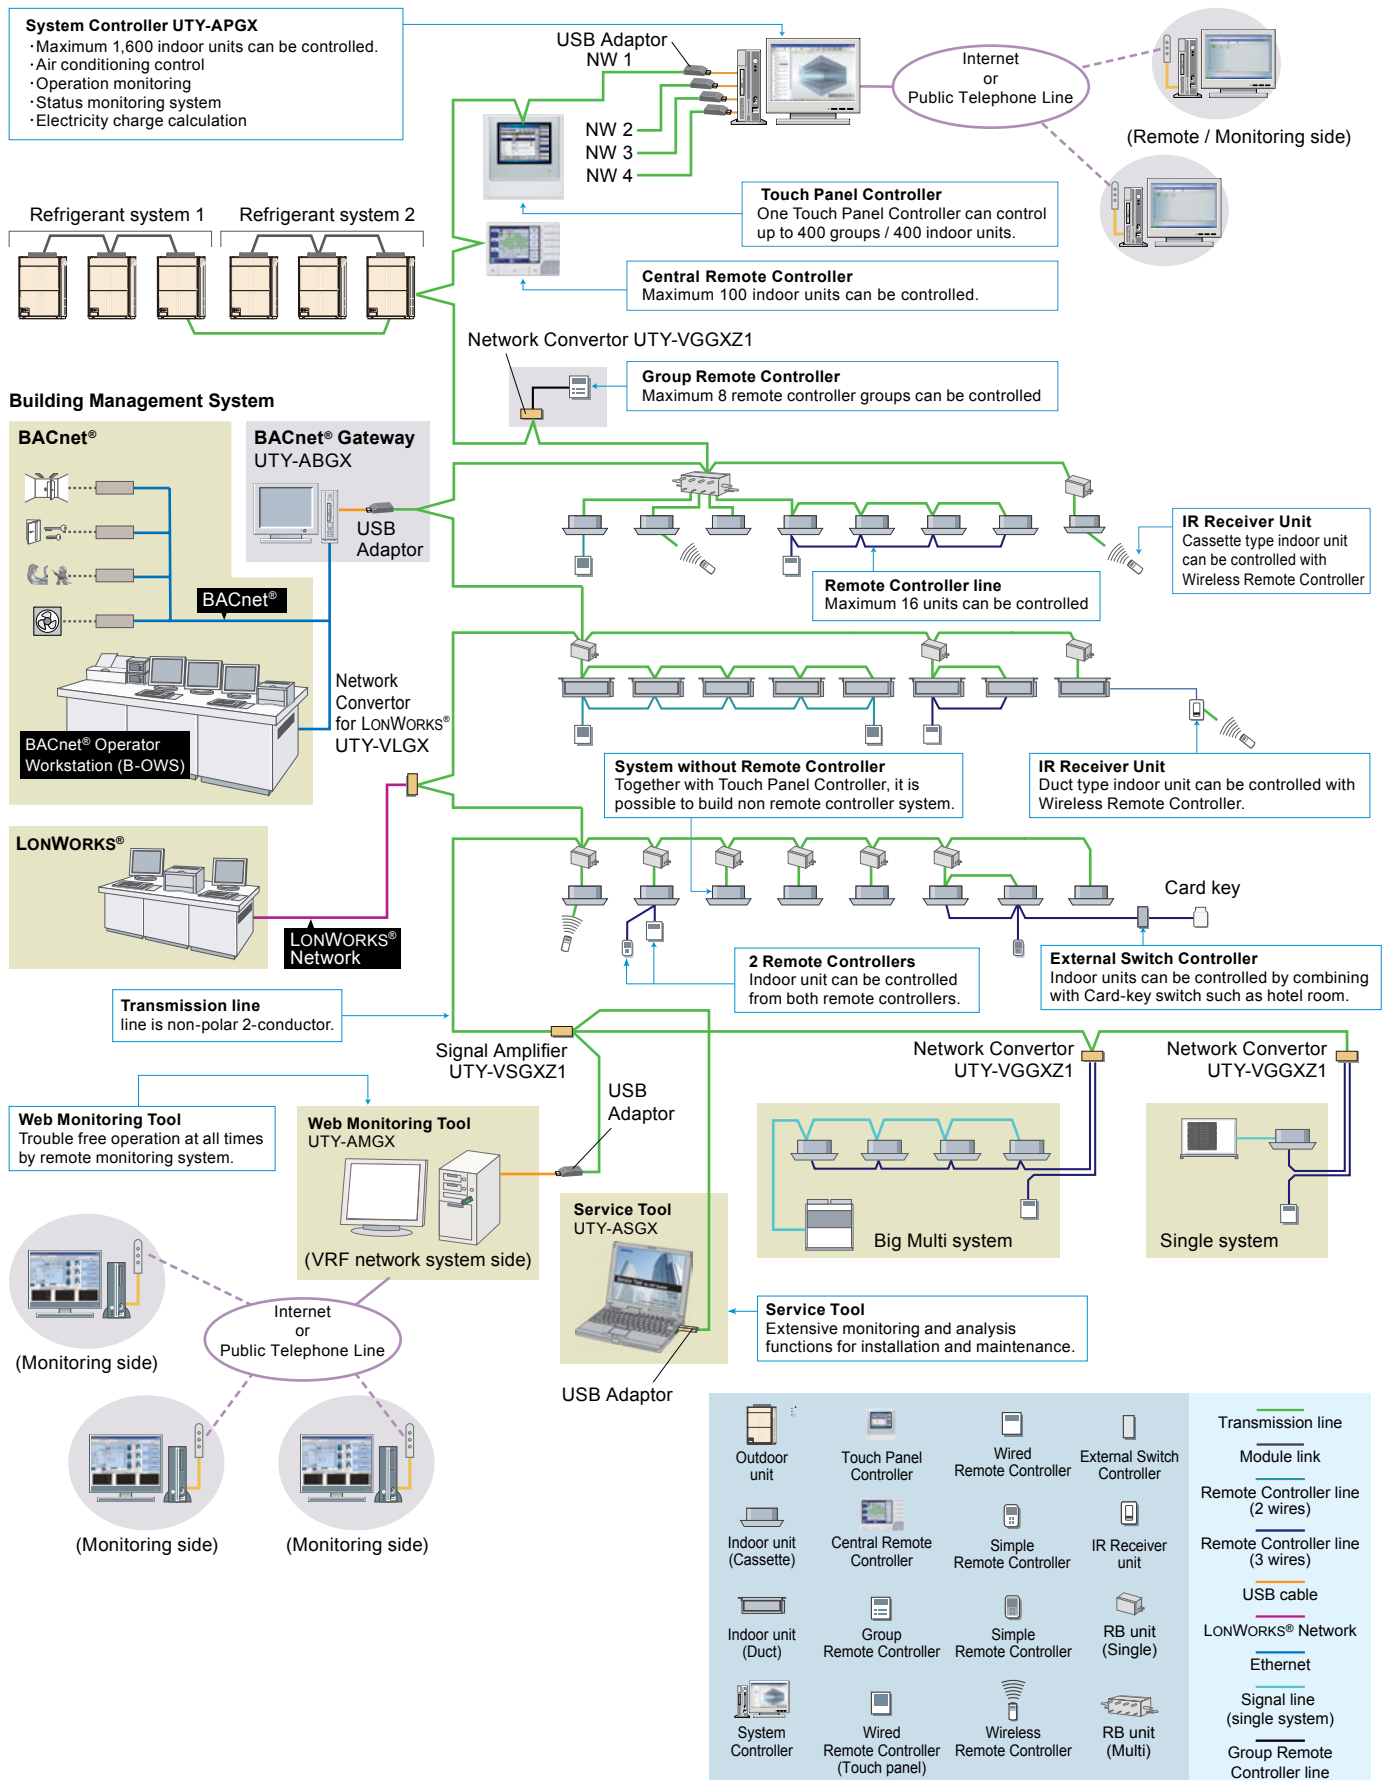 System Controller UTY-APGX
・Maximum 1,600 indoor units can be controlled.
・Air conditioning control
・Operation monitoring
・Status monitoring system
・Electricity charge calculation
USB Adaptor
NW 1
NW 2
NW 3
NW 4
Internet
or
Public Telephone Line
(Remote / Monitoring side)
Touch Panel Controller
One Touch Panel Controller can control
up to 400 groups / 400 indoor units.
Refrigerant system 1
Refrigerant system 2
Central Remote Controller
Maximum 100 indoor units can be controlled.
Network Convertor UTY-VGGXZ1
Group Remote Controller
Maximum 8 remote controller groups can be controlled
Building Management System
BACnet®
BACnet® Gateway
UTY-ABGX
USB
Adaptor
BACnet®
IR Receiver Unit
Cassette type indoor unit
can be controlled with
Wireless Remote Controller
Remote Controller line
Maximum 16 units can be controlled
Network
Convertor
for LONWORKS®
UTY-VLGX
BACnet® Operator
Workstation (B-OWS)
System without Remote Controller
Together with Touch Panel Controller, it is
possible to build non remote controller system.
IR Receiver Unit
Duct type indoor unit can be controlled with
Wireless Remote Controller.
LONWORKS®
LONWORKS®
Network
Card key
2 Remote Controllers
Indoor unit can be controlled
from both remote controllers.
External Switch Controller
Indoor units can be controlled by combining
with Card-key switch such as hotel room.
Transmission line
line is non-polar 2-conductor.
Signal Amplifier
UTY-VSGXZ1
Network Convertor
UTY-VGGXZ1
Network Convertor
UTY-VGGXZ1
USB
Adaptor
Web Monitoring Tool
Trouble free operation at all times
by remote monitoring system.
Web Monitoring Tool
UTY-AMGX
(VRF network system side)
Service Tool
UTY-ASGX
Big Multi system
Single system
Service Tool
Extensive monitoring and analysis
functions for installation and maintenance.
USB Adaptor
Internet
or
Public Telephone Line
(Monitoring side)
(Monitoring side)
(Monitoring side)
Outdoor
unit
Touch Panel
Controller
Wired
Remote Controller
External Switch
Controller
Indoor unit
(Cassette)
Central Remote
Controller
Simple
Remote Controller
IR Receiver
unit
Indoor unit
(Duct)
Group
Remote Controller
Simple
Remote Controller
RB unit
(Single)
System
Controller
Wired
Remote Controller
(Touch panel)
Wireless
Remote Controller
RB unit
(Multi)
Transmission line
Module link
Remote Controller line
(2 wires)
Remote Controller line
(3 wires)
USB cable
LONWORKS® Network
Ethernet
Signal line
(single system)
Group Remote
Controller line